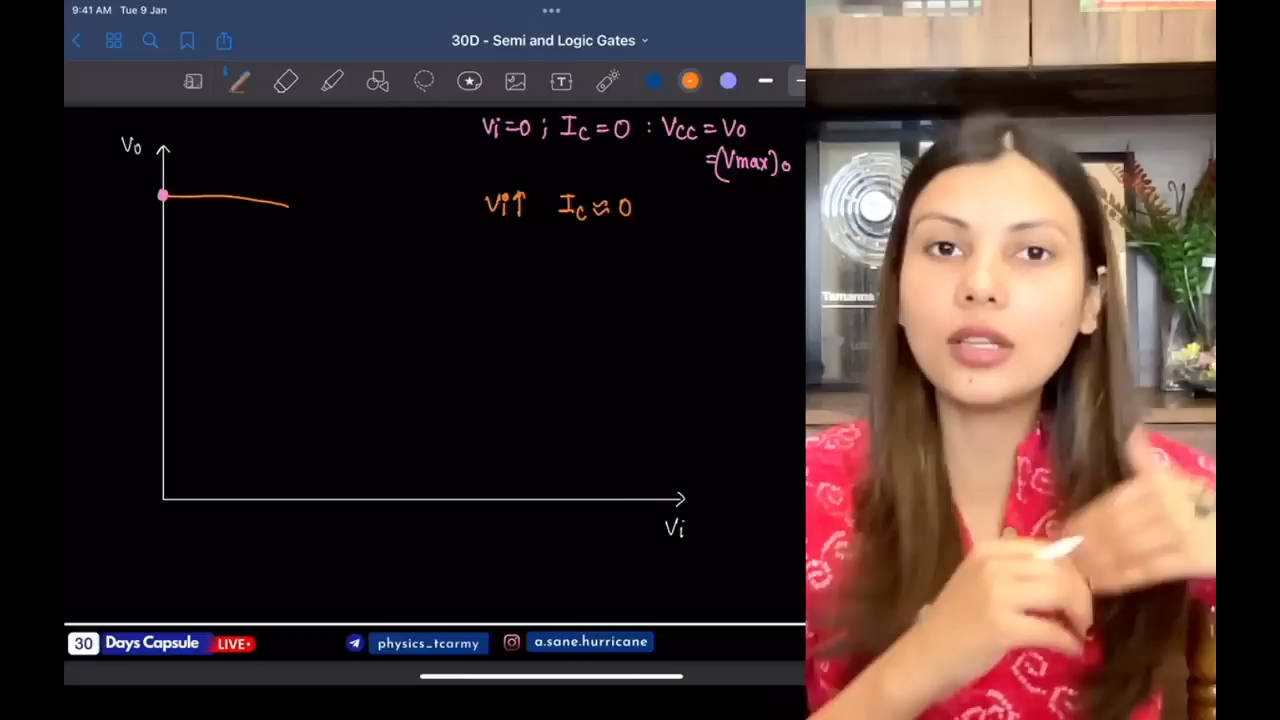 9:41 AM Tue 9 Jan
30D - Semi and Logic Gates
Vo
Vi=0 ; Ic=0 : Vcc = Vo
=(Vmax)o
Vi↑ Ic≈0
Vi
Tamanna
30 Days Capsule LIVE
physics_tcarmy
a.sane.hurricane